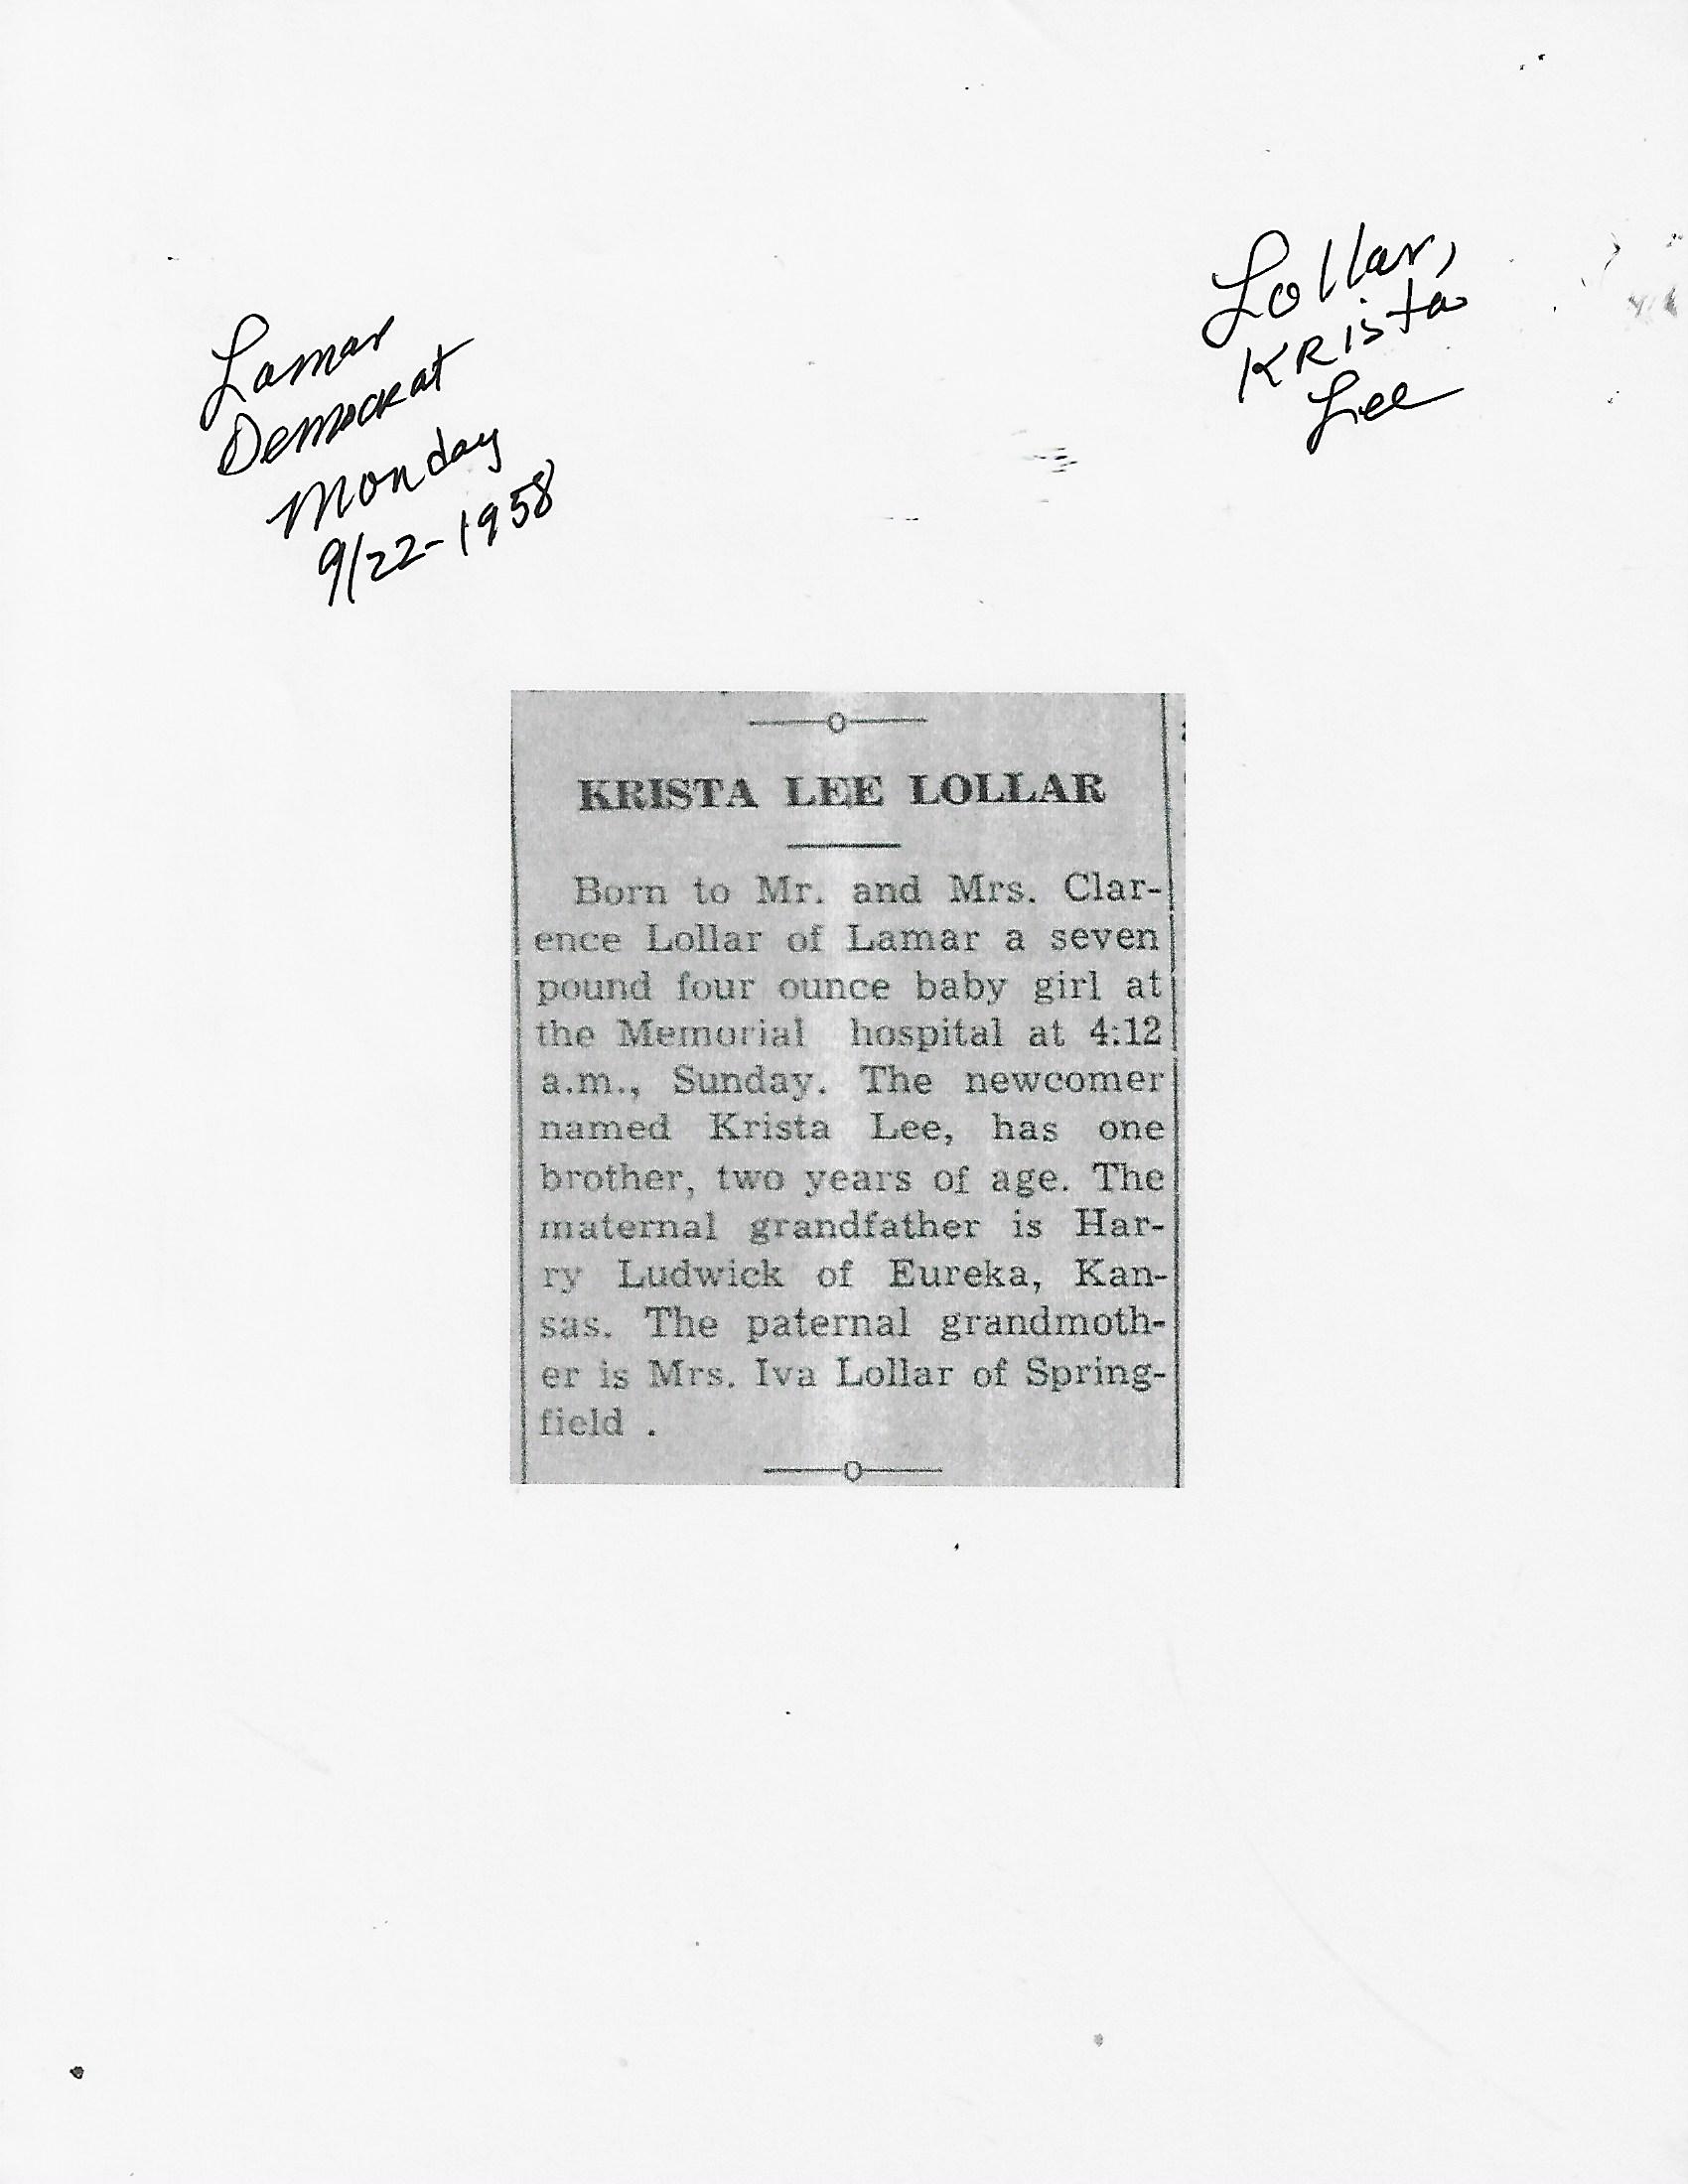 Lollar,
Krista
Lee
Lamar
Democrat
Monday
9/22-1958
KRISTA LEE LOLLAR
Born to Mr. and Mrs. Clar-
ence Lollar of Lamar a seven
pound four ounce baby girl at
the Memorial hospital at 4:12
a.m., Sunday. The newcomer
named Krista Lee, has one
brother, two years of age. The
maternal grandfather is Har-
ry Ludwick of Eureka, Kan-
sas. The paternal grandmoth-
er is Mrs. Iva Lollar of Spring-
field .